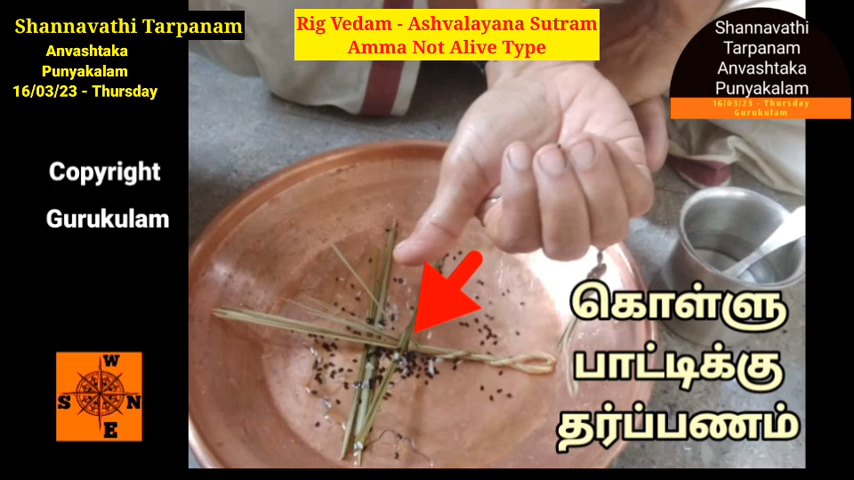 Shannavathi Tarpanam
Anvashtaka
Punyakalam
16/03/23 - Thursday
Rig Vedam - Ashvalayana Sutram
Amma Not Alive Type
Shannavathi
Tarpanam
Anvashtaka
Punyakalam
16/03/23 - Thursday
Gurukulam
Copyright
Gurukulam
W
S N
E
கொள்ளு
பாட்டிக்கு
தர்ப்பணம்